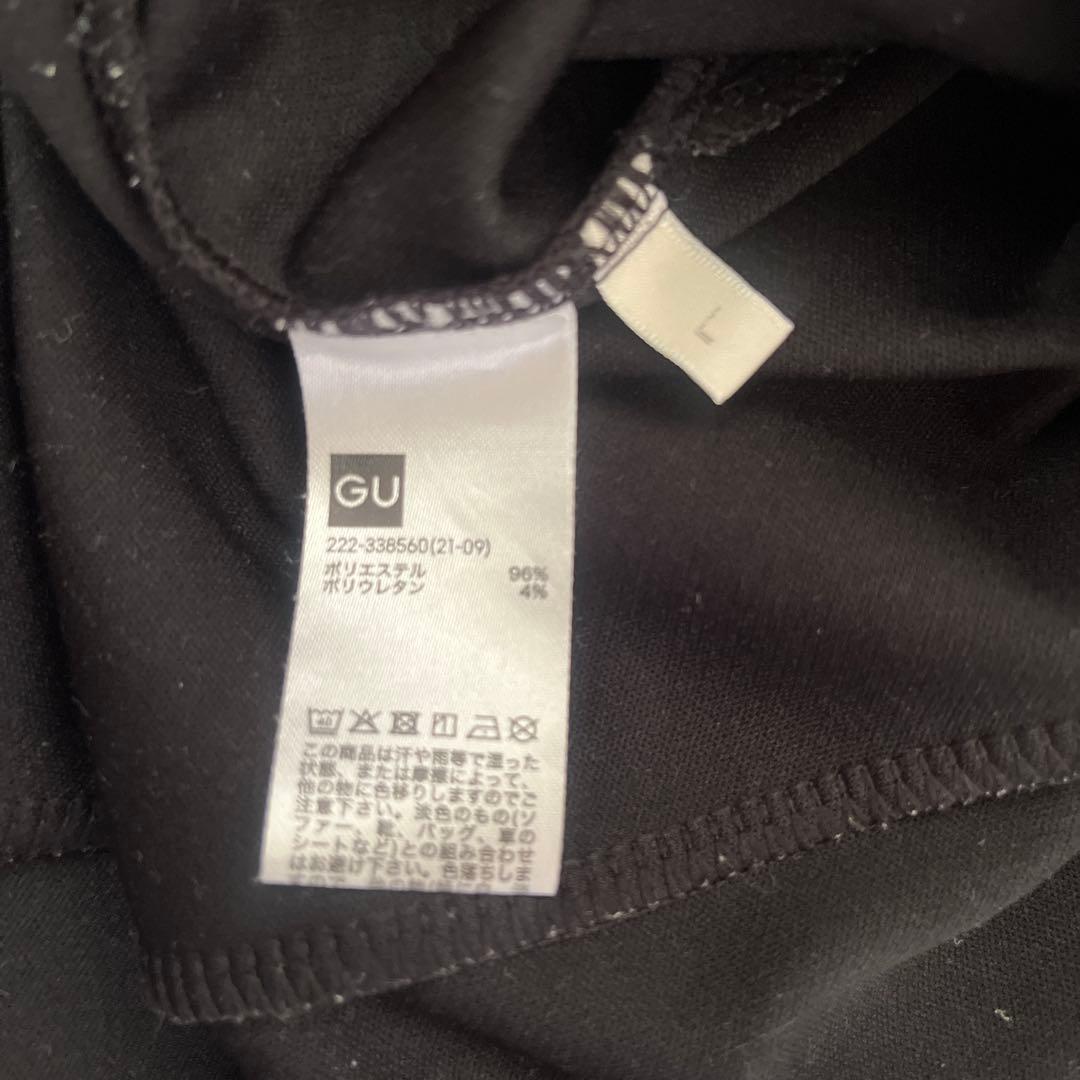 L
GU
222-338560(21-09)
ポリエステル 96%
ポリウレタン 4%
40
この商品は汗や雨等で湿った
状態、または摩擦によって、
他の物に色移りしますのでご
注意下さい。淡色のもの(ソ
ファー、靴、バッグ、車の
シートなど)との組み合わせ
はお避け下さい。色落ちしま